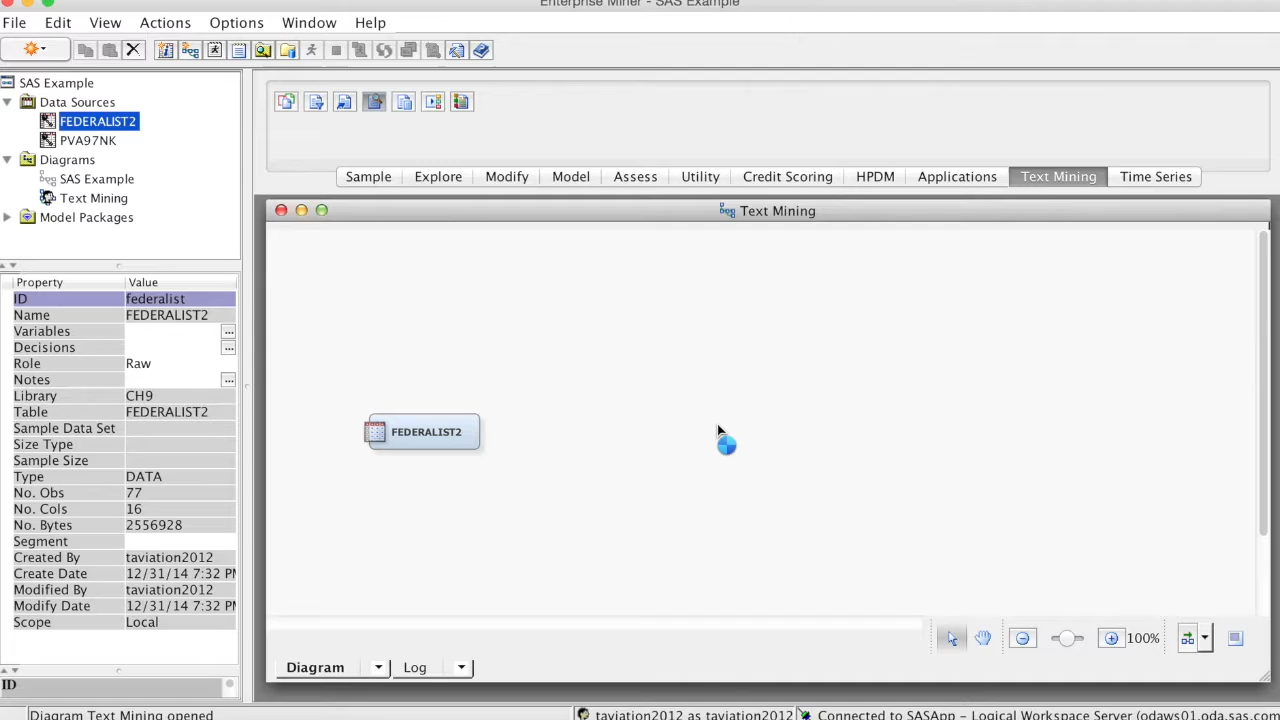 Enterprise Miner - SAS Example
File Edit View Actions Options Window Help
SAS Example
Data Sources
FEDERALIST2
PVA97NK
Diagrams
SAS Example
Text Mining
Model Packages
Property Value
ID federalist
Name FEDERALIST2
Variables ...
Decisions ...
Role Raw
Notes ...
Library CH9
Table FEDERALIST2
Sample Data Set
Size Type
Sample Size
Type DATA
No. Obs 77
No. Cols 16
No. Bytes 2556928
Segment
Created By taviation2012
Create Date 12/31/14 7:32 PM
Modified By taviation2012
Modify Date 12/31/14 7:32 PM
Scope Local
ID
Sample Explore Modify Model Assess Utility Credit Scoring HPDM Applications Text Mining Time Series
Text Mining
FEDERALIST2
100%
Diagram Log
Diagram Text Mining opened
taviation2012 as taviation2012
Connected to SASApp - Logical Workspace Server (odaws01.oda.sas.com